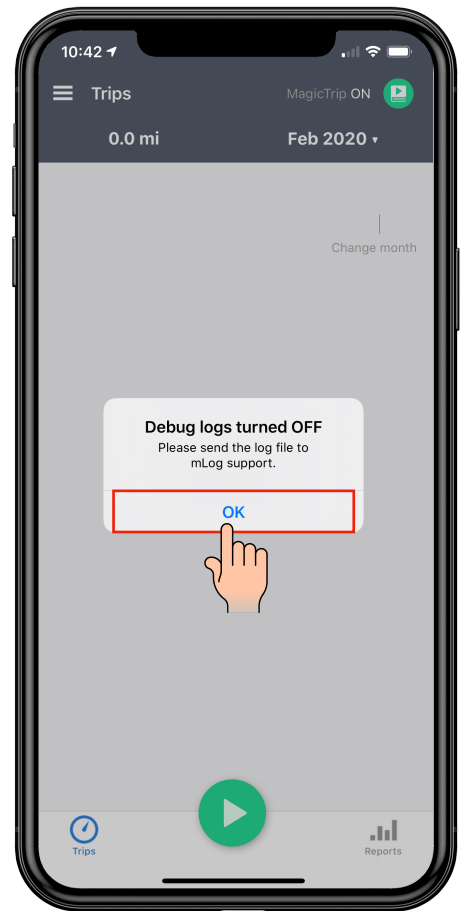 10:42
Trips
MagicTrip ON
0.0 mi
Feb 2020
Change month
Debug logs turned OFF
Please send the log file to
mLog support.
OK
Trips
Reports